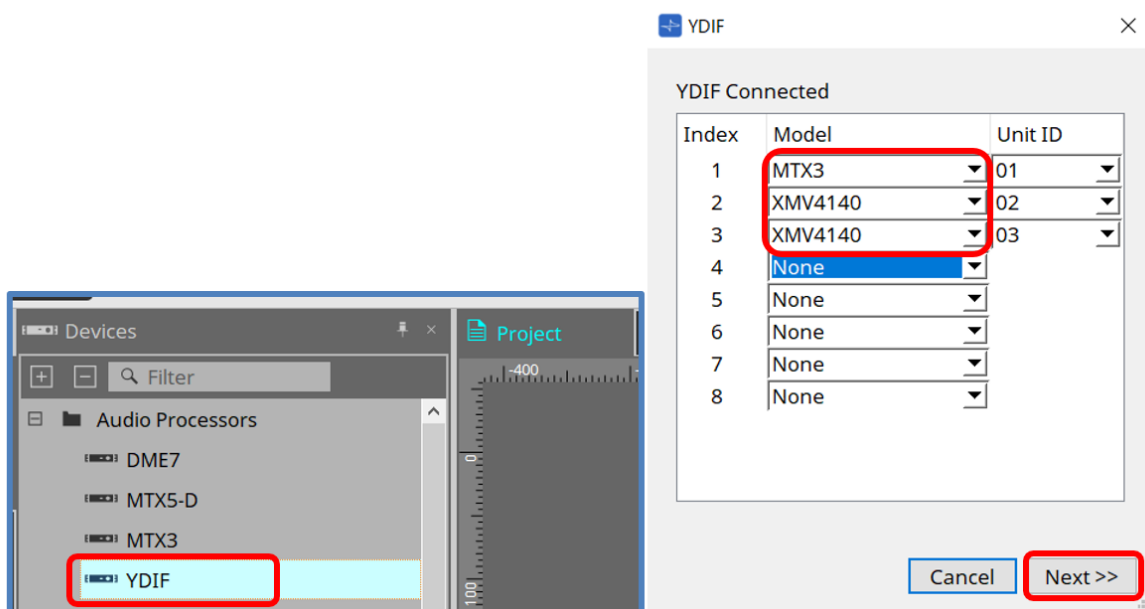 YDIF
YDIF Connected
Index Model Unit ID
1 MTX3 01
2 XMV4140 02
3 XMV4140 03
4 None
5 None
6 None
7 None
8 None
Cancel Next >>
Devices
Project
Filter
-400
Audio Processors
DME7
0
MTX5-D
MTX3
YDIF
100